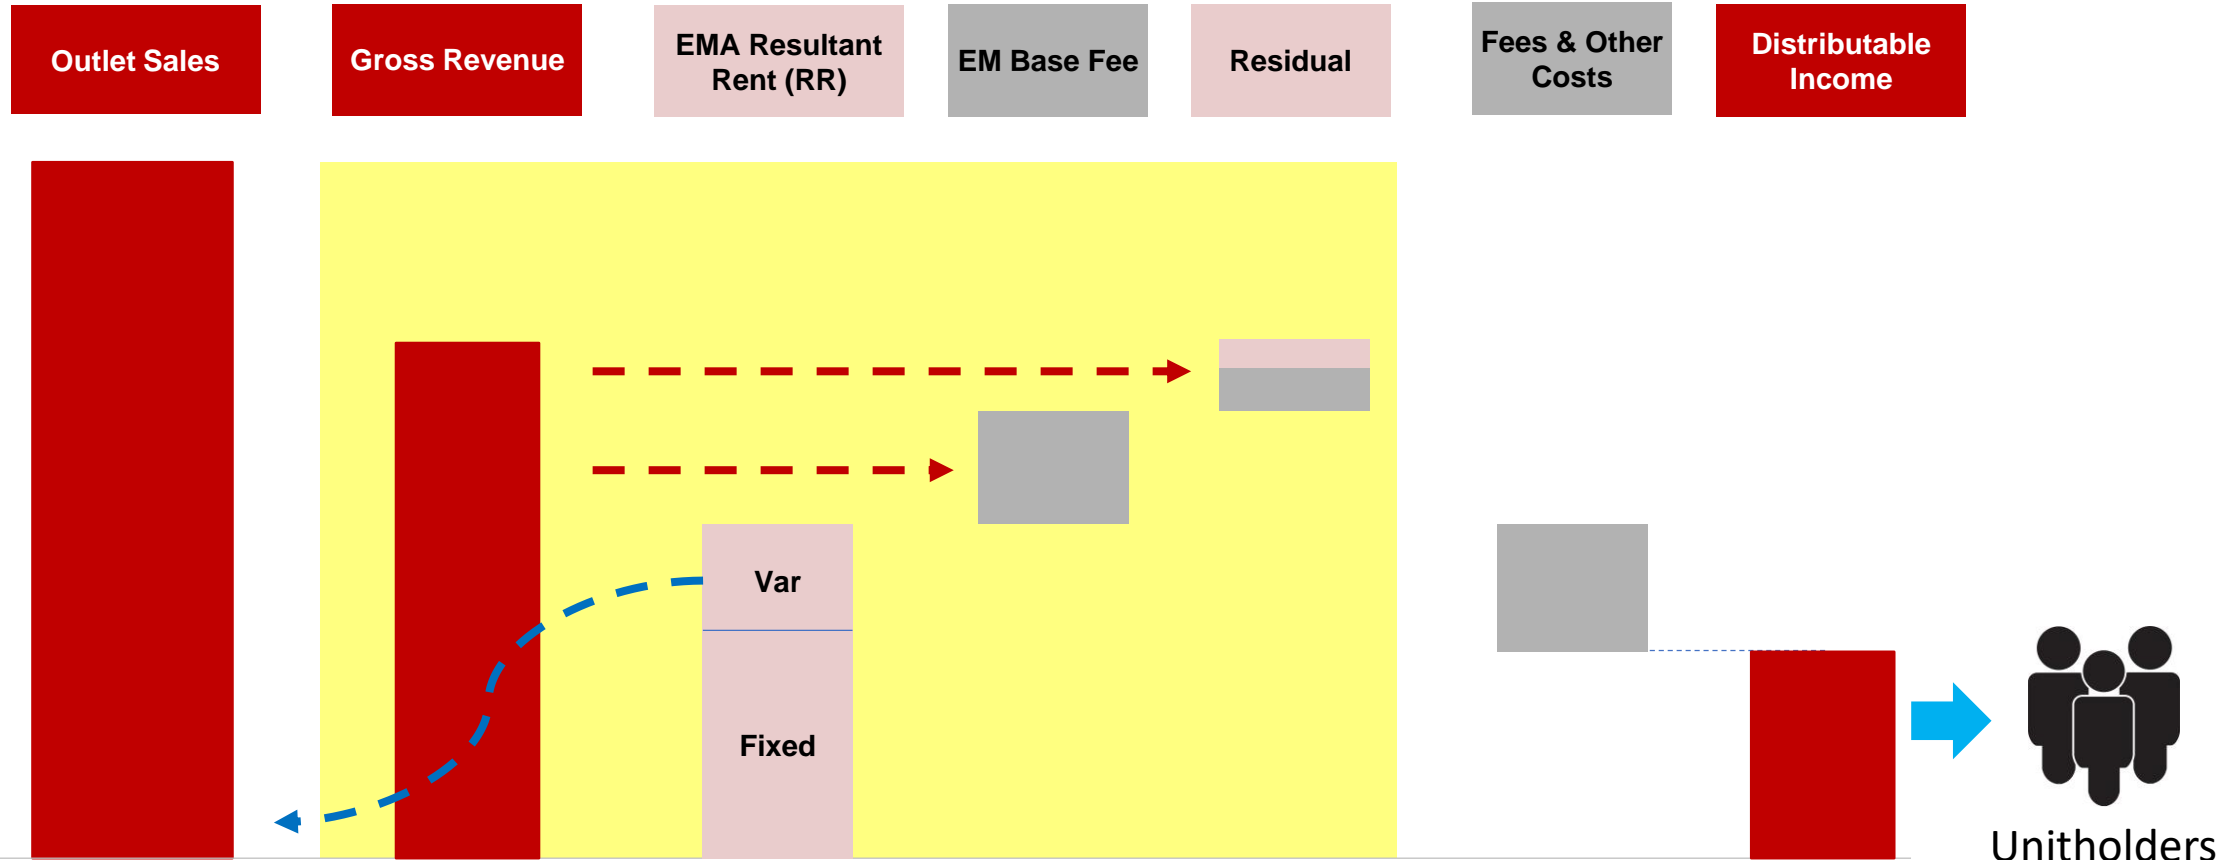 Outlet Sales
Gross Revenue
EMA Resultant
Rent (RR)
EM Base Fee
Residual
Fees & Other
Costs
Distributable
Income
Var
Fixed
Unitholders